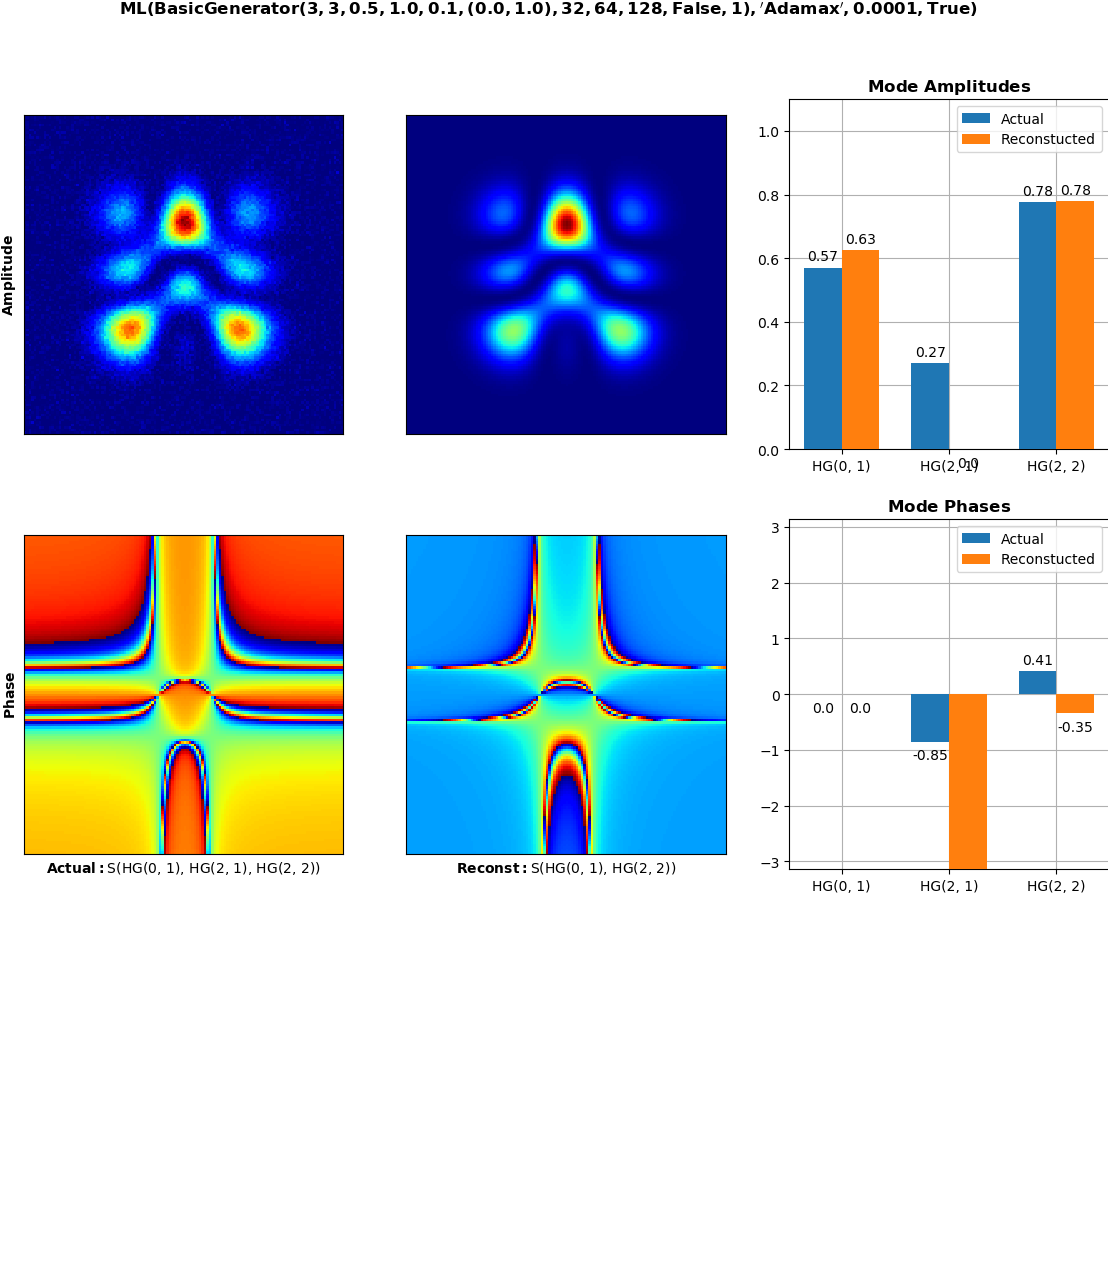 ML(BasicGenerator(3, 3, 0.5, 1.0, 0.1, (0.0, 1.0), 32, 64, 128, False, 1), 'Adamax', 0.0001, True)
Amplitude
Mode Amplitudes
Actual
Reconstucted
1.0
0.8
0.6
0.4
0.2
0.0
0.57
0.63
0.27
0.0
0.78
0.78
HG(0, 1)
HG(2, 1)
HG(2, 2)
Phase
Actual: S(HG(0, 1), HG(2, 1), HG(2, 2))
Reconst: S(HG(0, 1), HG(2, 2))
Mode Phases
Actual
Reconstucted
3
2
1
0
−1
−2
−3
0.0
0.0
-0.85
0.41
-0.35
HG(0, 1)
HG(2, 1)
HG(2, 2)